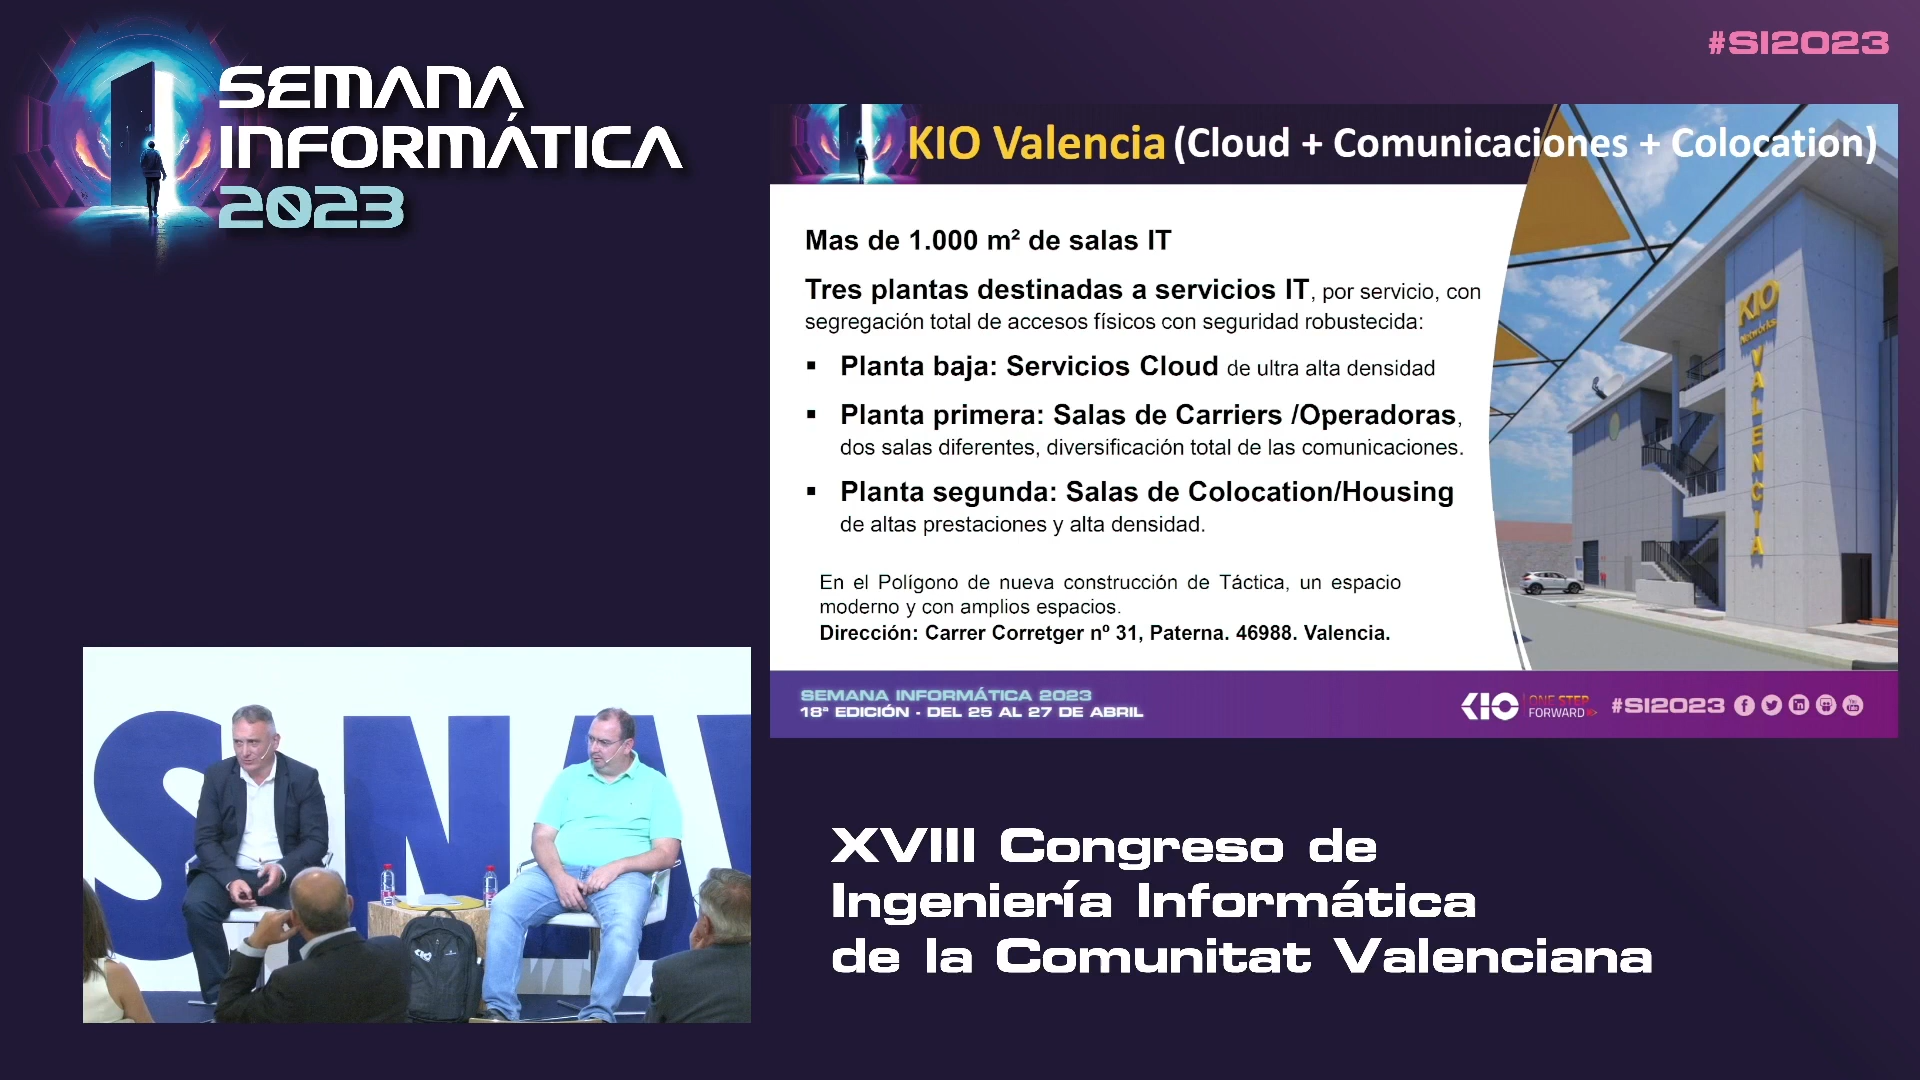 SEMANA
INFORMÁTICA
2023
#SI2023
KIO Valencia (Cloud + Comunicaciones + Colocation)
Mas de 1.000 m² de salas IT
Tres plantas destinadas a servicios IT, por servicio, con
segregación total de accesos físicos con seguridad robustecida:
▪ Planta baja: Servicios Cloud de ultra alta densidad
▪ Planta primera: Salas de Carriers /Operadoras,
dos salas diferentes, diversificación total de las comunicaciones.
▪ Planta segunda: Salas de Colocation/Housing
de altas prestaciones y alta densidad.
En el Polígono de nueva construcción de Táctica, un espacio
moderno y con amplios espacios.
Dirección: Carrer Corretger nº 31, Paterna. 46988. Valencia.
KIO
Networks
VALENCIA
SEMANA INFORMÁTICA 2023
18ª EDICIÓN - DEL 25 AL 27 DE ABRIL
KIO ONE STEP
FORWARD
#SI2023
XVIII Congreso de
Ingeniería Informática
de la Comunitat Valenciana